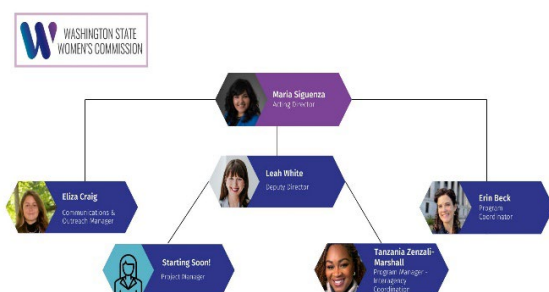 WASHINGTON STATE
WOMEN'S COMMISSION
Maria Siguenza
Acting Director
Leah White
Deputy Director
Eliza Craig
Communications &
Outreach Manager
Erin Beck
Program
Coordinator
Starting Soon!
Project Manager
Tanzania Zenzali-
Marshall
Program Manager -
Interagency
Coordination